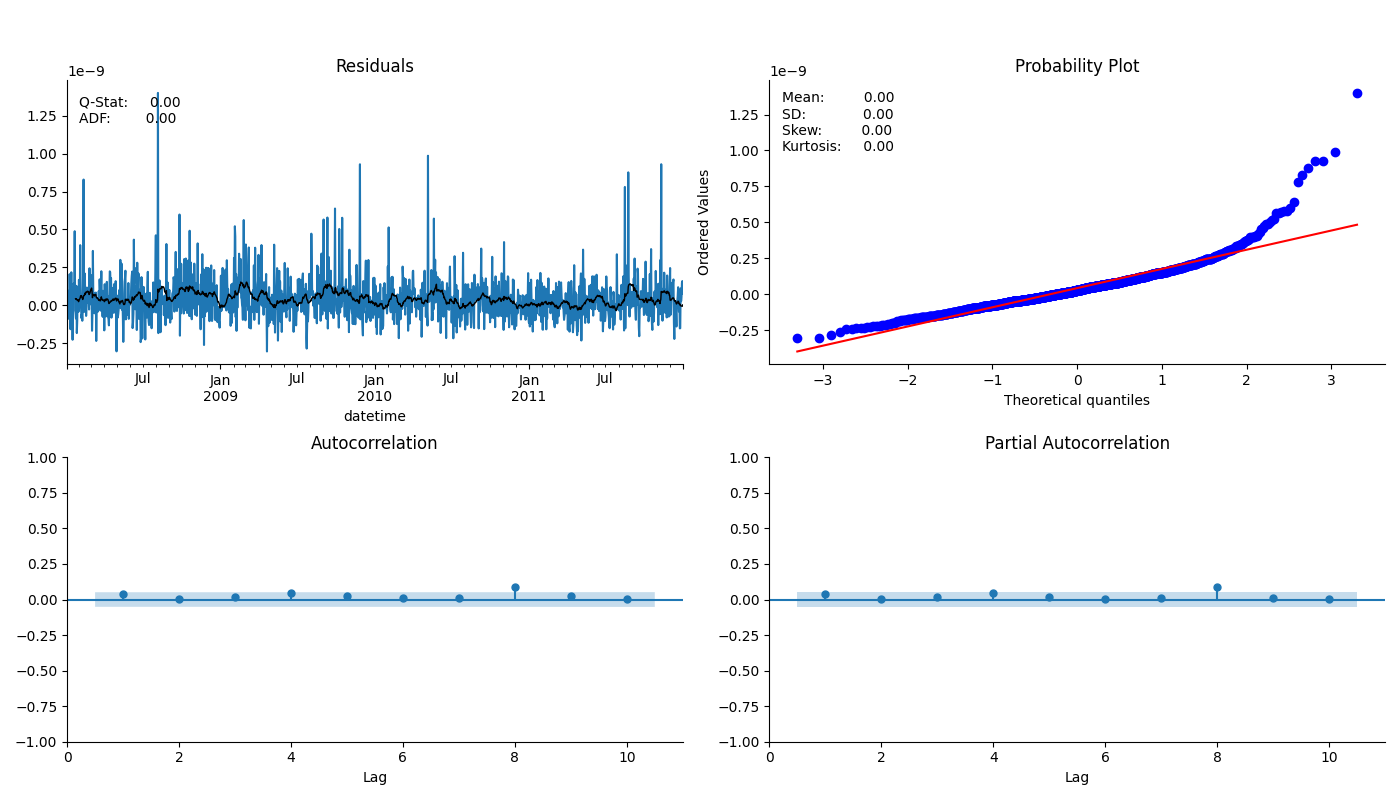 Residuals
1e−9
Q-Stat: 0.00
ADF: 0.00
1.25
1.00
0.75
0.50
0.25
0.00
−0.25
Jul Jan Jul Jan Jul Jan Jul
2009 2010 2011
datetime
Probability Plot
1e−9
Mean: 0.00
SD: 0.00
Skew: 0.00
Kurtosis: 0.00
Ordered Values
1.25
1.00
0.75
0.50
0.25
0.00
−0.25
−3 −2 −1 0 1 2 3
Theoretical quantiles
Autocorrelation
1.00
0.75
0.50
0.25
0.00
−0.25
−0.50
−0.75
−1.00
0 2 4 6 8 10
Lag
Partial Autocorrelation
1.00
0.75
0.50
0.25
0.00
−0.25
−0.50
−0.75
−1.00
0 2 4 6 8 10
Lag